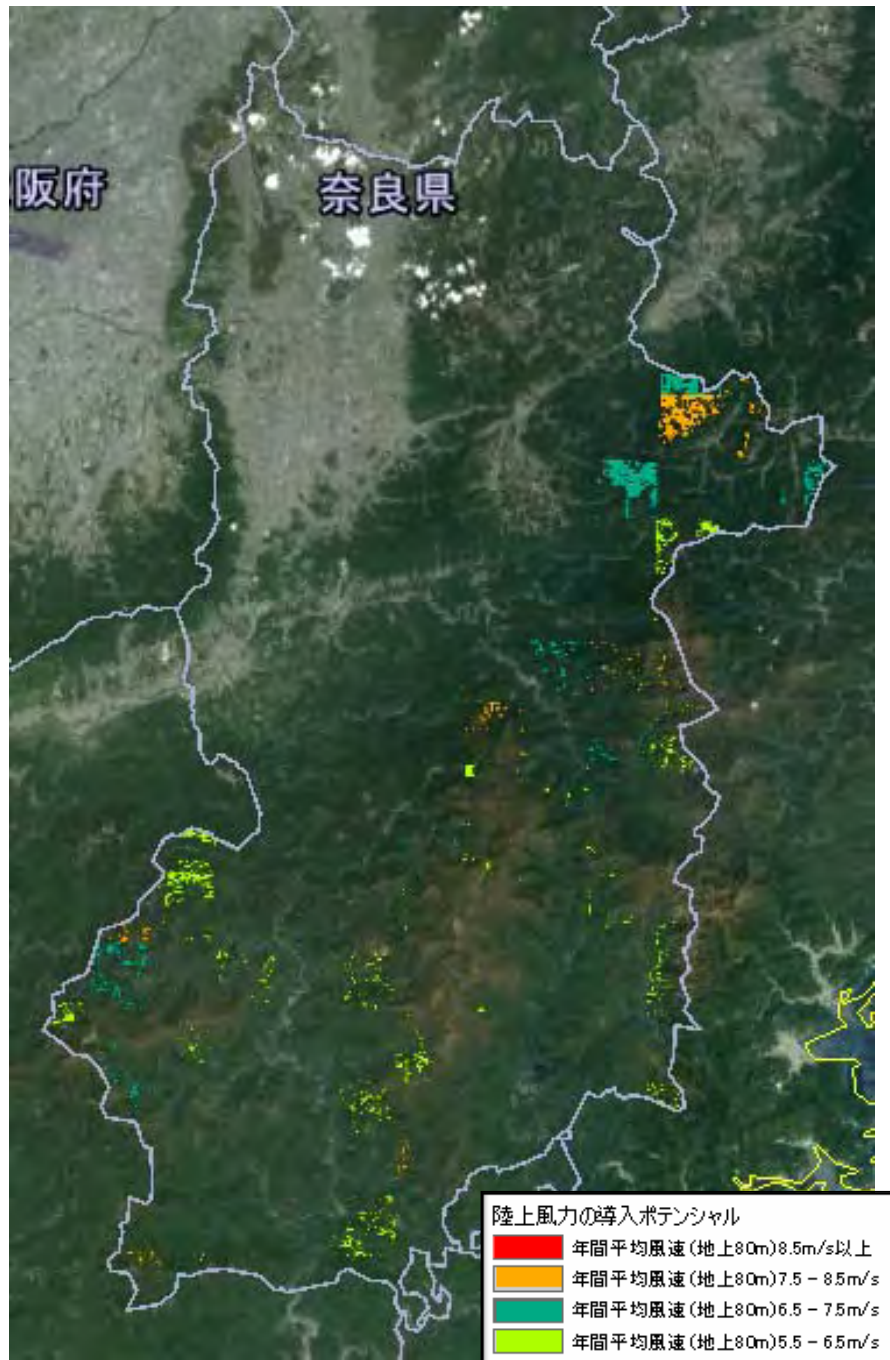 阪府
奈良県
陸上風力の導入ポテンシャル
年間平均風速(地上80m)8.5m/s以上
年間平均風速(地上80m)7.5-8.5m/s
年間平均風速(地上80m)6.5-7.5m/s
年間平均風速(地上80m)5.5-6.5m/s